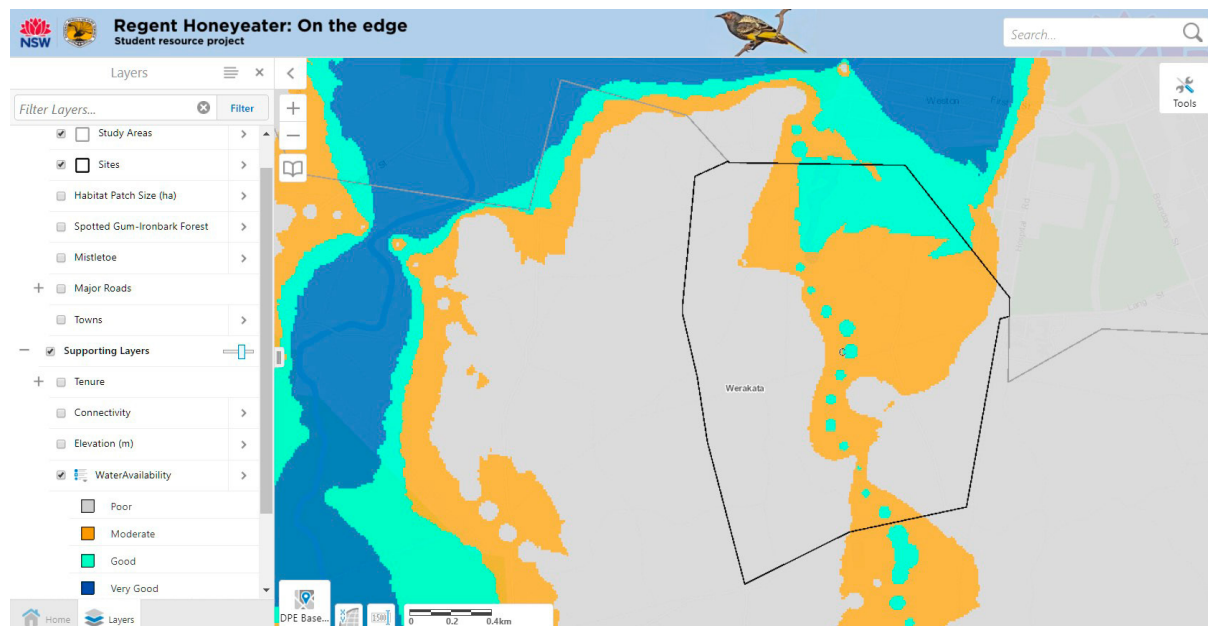 NSW
Regent Honeyeater: On the edge
Student resource project
Search...
Layers
Filter Layers...
Filter
Study Areas
Sites
Habitat Patch Size (ha)
Spotted Gum-Ironbark Forest
Mistletoe
Major Roads
Towns
Supporting Layers
Tenure
Connectivity
Elevation (m)
WaterAvailability
Poor
Moderate
Good
Very Good
Home
Layers
Tools
Weston
Werakata
DPE Base...
0 0.2 0.4km